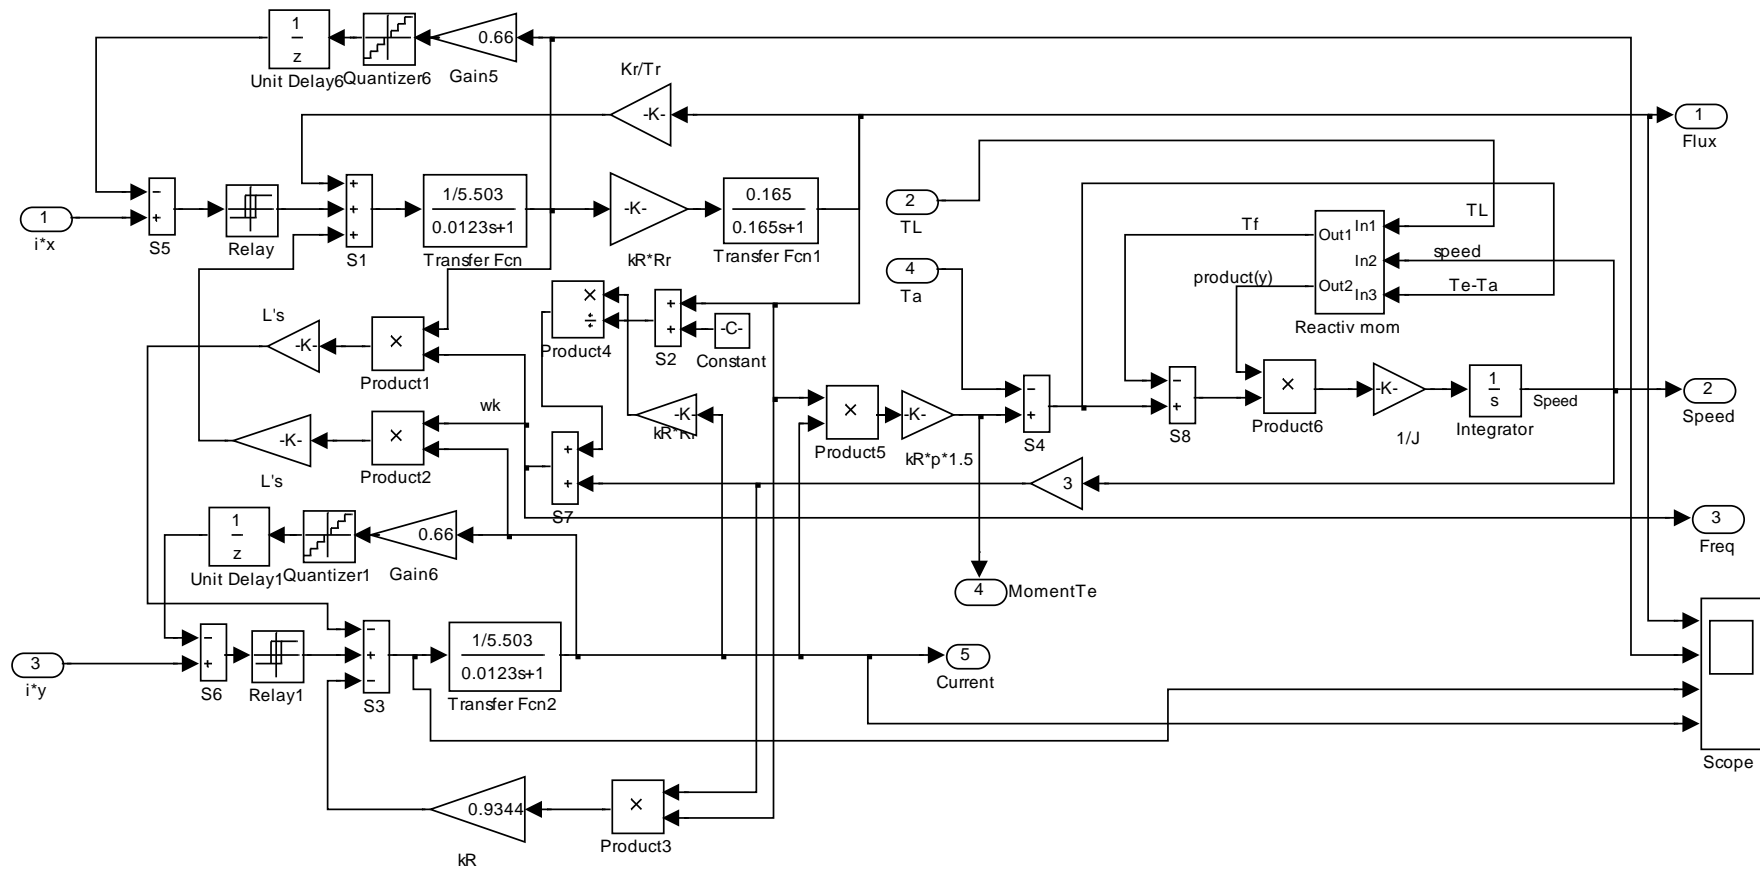 1
z
Unit Delay6
Quantizer6
0.66
Gain5
Kr/Tr
-K-
1
Flux
1
i*x
−
+
S5
Relay
+
+
+
S1
1/5.503
0.0123s+1
Transfer Fcn
-K-
kR*Rr
0.165
0.165s+1
Transfer Fcn1
2
TL
4
Ta
TL
Tf
Out1
In1
In2
speed
product(y)
Out2
In3
Te-Ta
Reactiv mom
L's
-K-
×
Product1
×
÷
Product4
+
+
S2
-C-
Constant
wk
-K-
L's
×
Product2
-K-
kR*Rr
×
Product5
-K-
kR*p*1.5
−
+
S4
−
+
S8
×
Product6
-K-
1/J
1
s
Integrator
Speed
2
Speed
+
+
S7
3
3
Freq
1
z
Unit Delay1
Quantizer1
0.66
Gain6
4
MomentTe
3
i*y
−
+
S6
Relay1
−
+
−
S3
1/5.503
0.0123s+1
Transfer Fcn2
5
Current
Scope
0.9344
kR
×
Product3